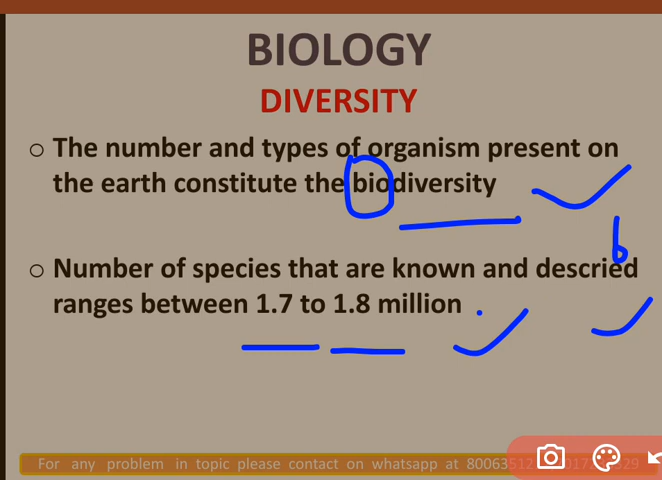 BIOLOGY
DIVERSITY
The number and types of organism present on
the earth constitute the biodiversity
b
Number of species that are known and descried
ranges between 1.7 to 1.8 million
For any problem in topic please contact on whatsapp at